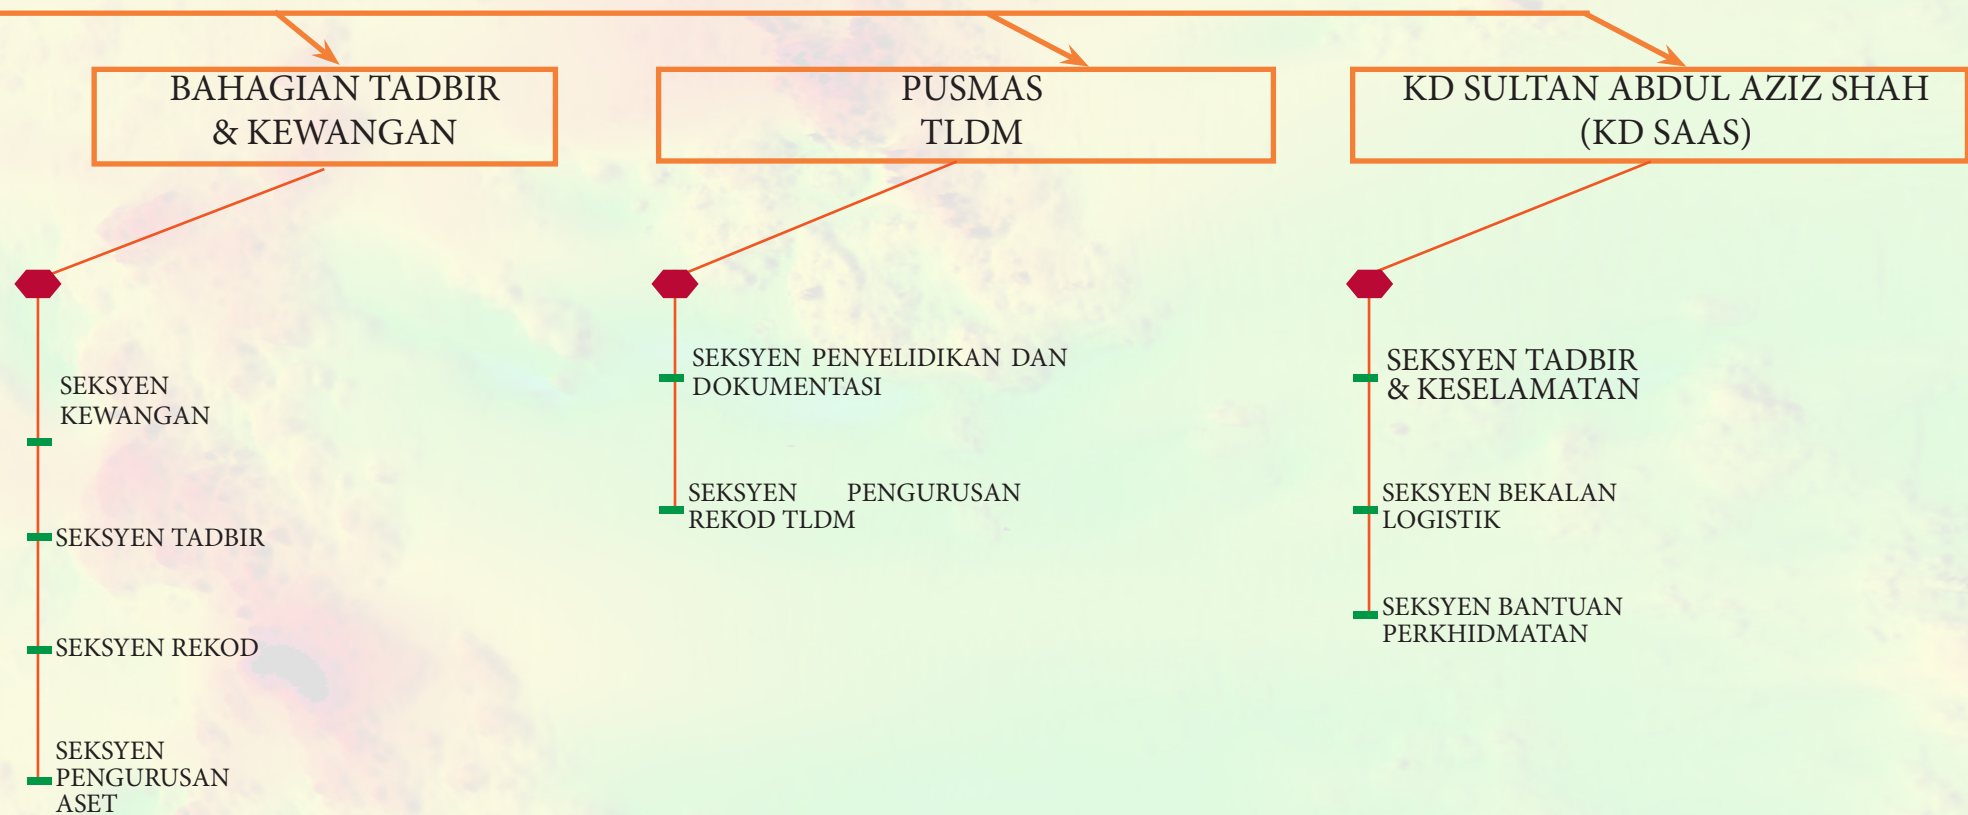 BAHAGIAN TADBIR
& KEWANGAN
SEKSYEN
KEWANGAN
SEKSYEN TADBIR
SEKSYEN REKOD
SEKSYEN
PENGURUSAN
ASET
PUSMAS
TLDM
SEKSYEN PENYELIDIKAN DAN
DOKUMENTASI
SEKSYEN PENGURUSAN
REKOD TLDM
KD SULTAN ABDUL AZIZ SHAH
(KD SAAS)
SEKSYEN TADBIR
& KESELAMATAN
SEKSYEN BEKALAN
LOGISTIK
SEKSYEN BANTUAN
PERKHIDMATAN